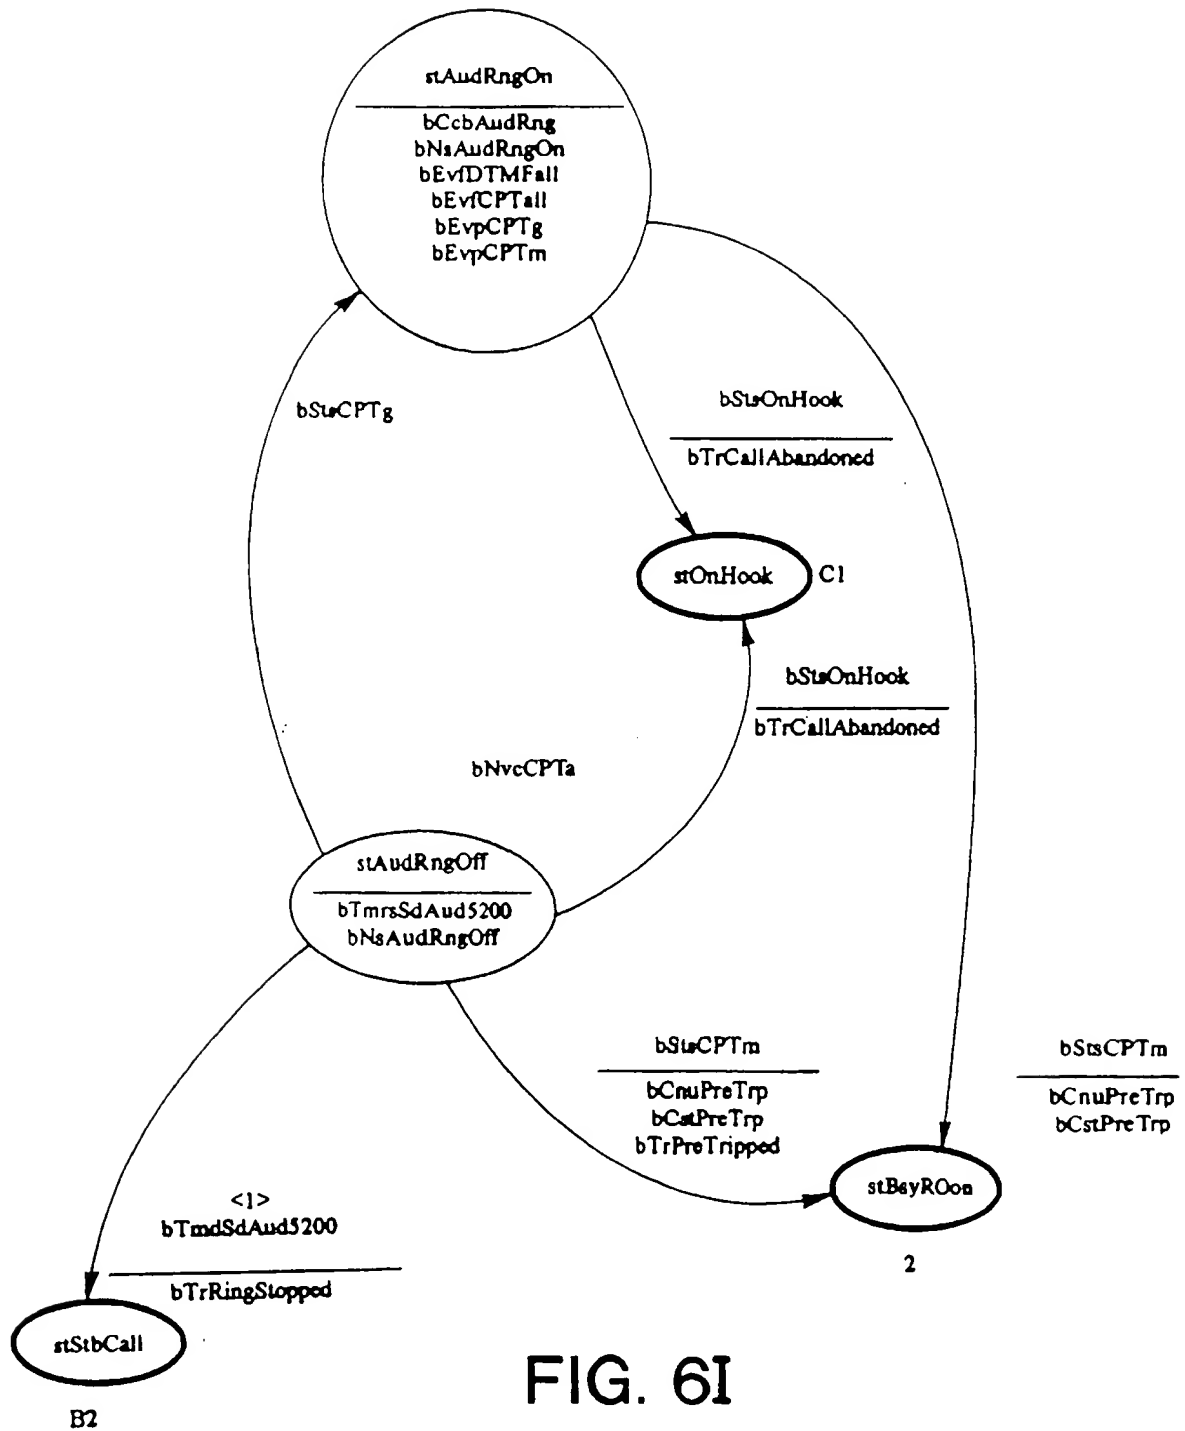 stAudRngOn
bCcbAudRng
bNsAudRngOn
bEvfDTMFall
bEvfCPTall
bEvpCPTg
bEvpCPTm
bStsCPTg
bStsOnHook
bTrCallAbandoned
stOnHook C1
bStsOnHook
bTrCallAbandoned
bNvcCPTa
stAudRngOff
bTmrsSdAud5200
bNsAudRngOff
bStsCPTm
bCnuPreTrp
bCstPreTrp
bTrPreTripped
bStsCPTm
bCnuPreTrp
bCstPreTrp
stBsyROon
2
<1>
bTmdSdAud5200
bTrRingStopped
stStbCall
B2
FIG. 6I